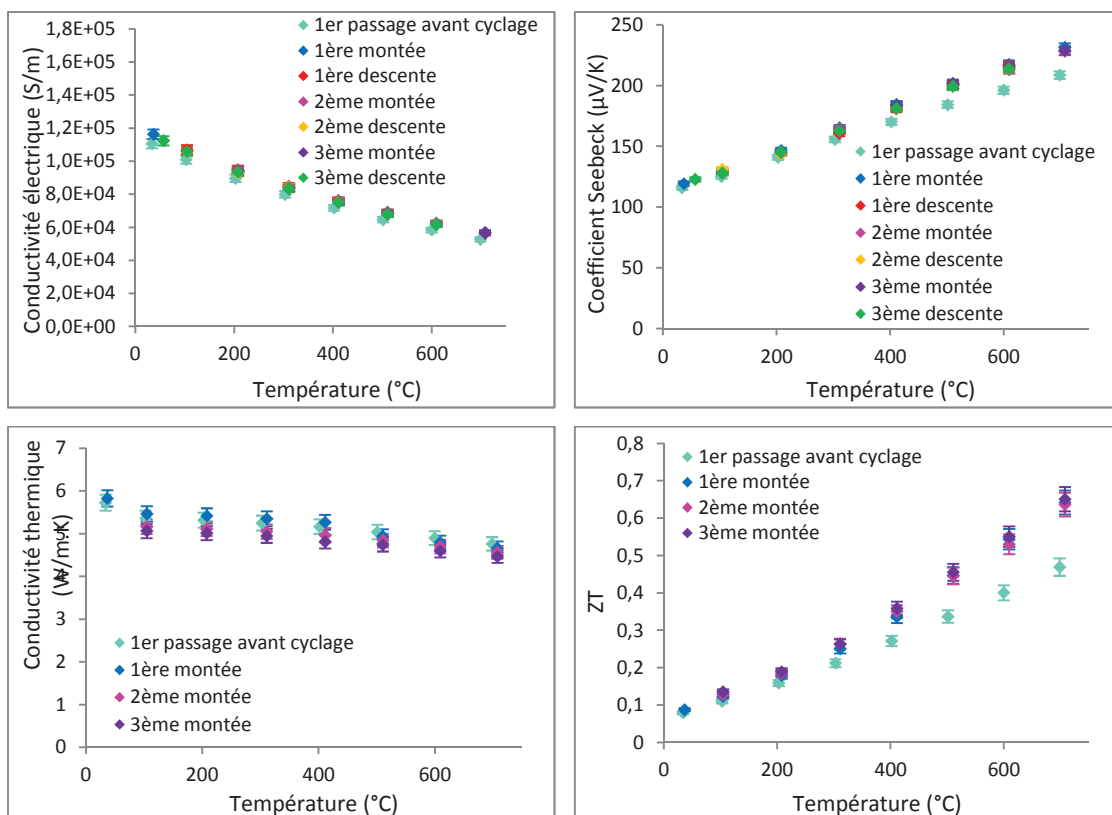 Conductivité électrique (S/m)
1,8E+05
1,6E+05
1,4E+05
1,2E+05
1,0E+05
8,0E+04
6,0E+04
4,0E+04
2,0E+04
0,0E+00
0
200
400
600
Température (°C)
1er passage avant cyclage
1ère montée
1ère descente
2ème montée
2ème descente
3ème montée
3ème descente
Coefficient Seebeck (µV/K)
250
200
150
100
50
0
0
200
400
600
Température (°C)
1er passage avant cyclage
1ère montée
1ère descente
2ème montée
2ème descente
3ème montée
3ème descente
Conductivité thermique
(W/m.K)
7
6
5
4
3
2
1
0
0
200
400
600
Température (°C)
1er passage avant cyclage
1ère montée
2ème montée
3ème montée
ZT
0,8
0,7
0,6
0,5
0,4
0,3
0,2
0,1
0
0
200
400
600
Température (°C)
1er passage avant cyclage
1ère montée
2ème montée
3ème montée